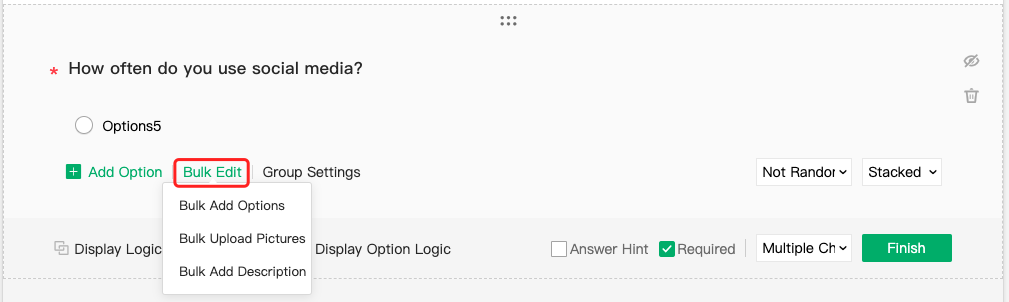 * How often do you use social media?
Options5
Add Option
Bulk Edit
Group Settings
Not Randor
Stacked
Bulk Add Options
Bulk Upload Pictures
Bulk Add Description
Display Logic
Display Option Logic
Answer Hint
Required
Multiple Ch
Finish